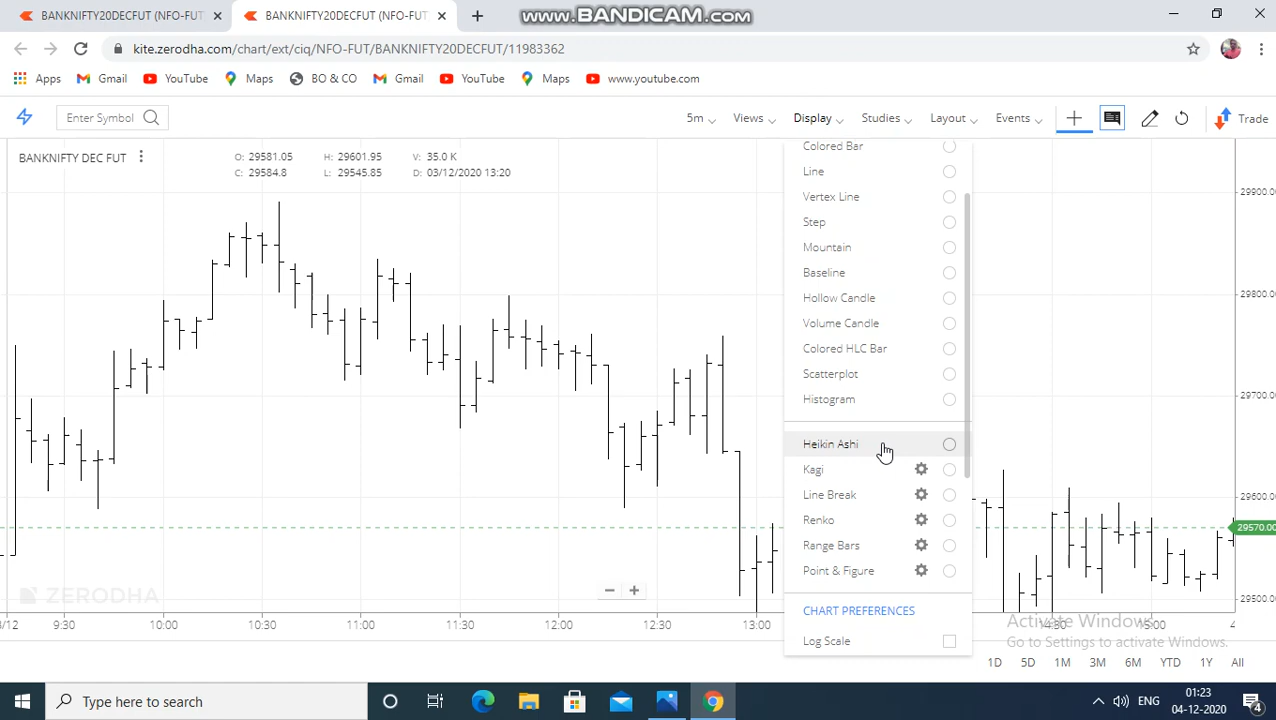 BANKNIFTY20DECFUT (NFO-FUT
BANKNIFTY20DECFUT (NFO-FUT
www.BANDICAM.com
kite.zerodha.com/chart/ext/ciq/NFO-FUT/BANKNIFTY20DECFUT/11983362
Apps Gmail YouTube Maps BO & CO Gmail YouTube Maps www.youtube.com
Enter Symbol 5m Views Display Studies Layout Events Trade
BANKNIFTY DEC FUT
O: 29581.05 H: 29601.95 V: 35.0 K
C: 29584.8 L: 29545.85 D: 03/12/2020 13:20
Colored Bar
Line
Vertex Line
Step
Mountain
Baseline
Hollow Candle
Volume Candle
Colored HLC Bar
Scatterplot
Histogram
Heikin Ashi
Kagi
Line Break
Renko
Range Bars
Point & Figure
CHART PREFERENCES
Log Scale
29900.00
29800.00
29700.00
29600.00
29570.00
29500.00
ZERODHA
3/12 9:30 10:00 10:30 11:00 11:30 12:00 12:30 13:00 14:30 15:00 4
Activate Windows
Go to Settings to activate Windows.
1D 5D 1M 3M 6M YTD 1Y All
Type here to search
ENG
01:23
04-12-2020
4